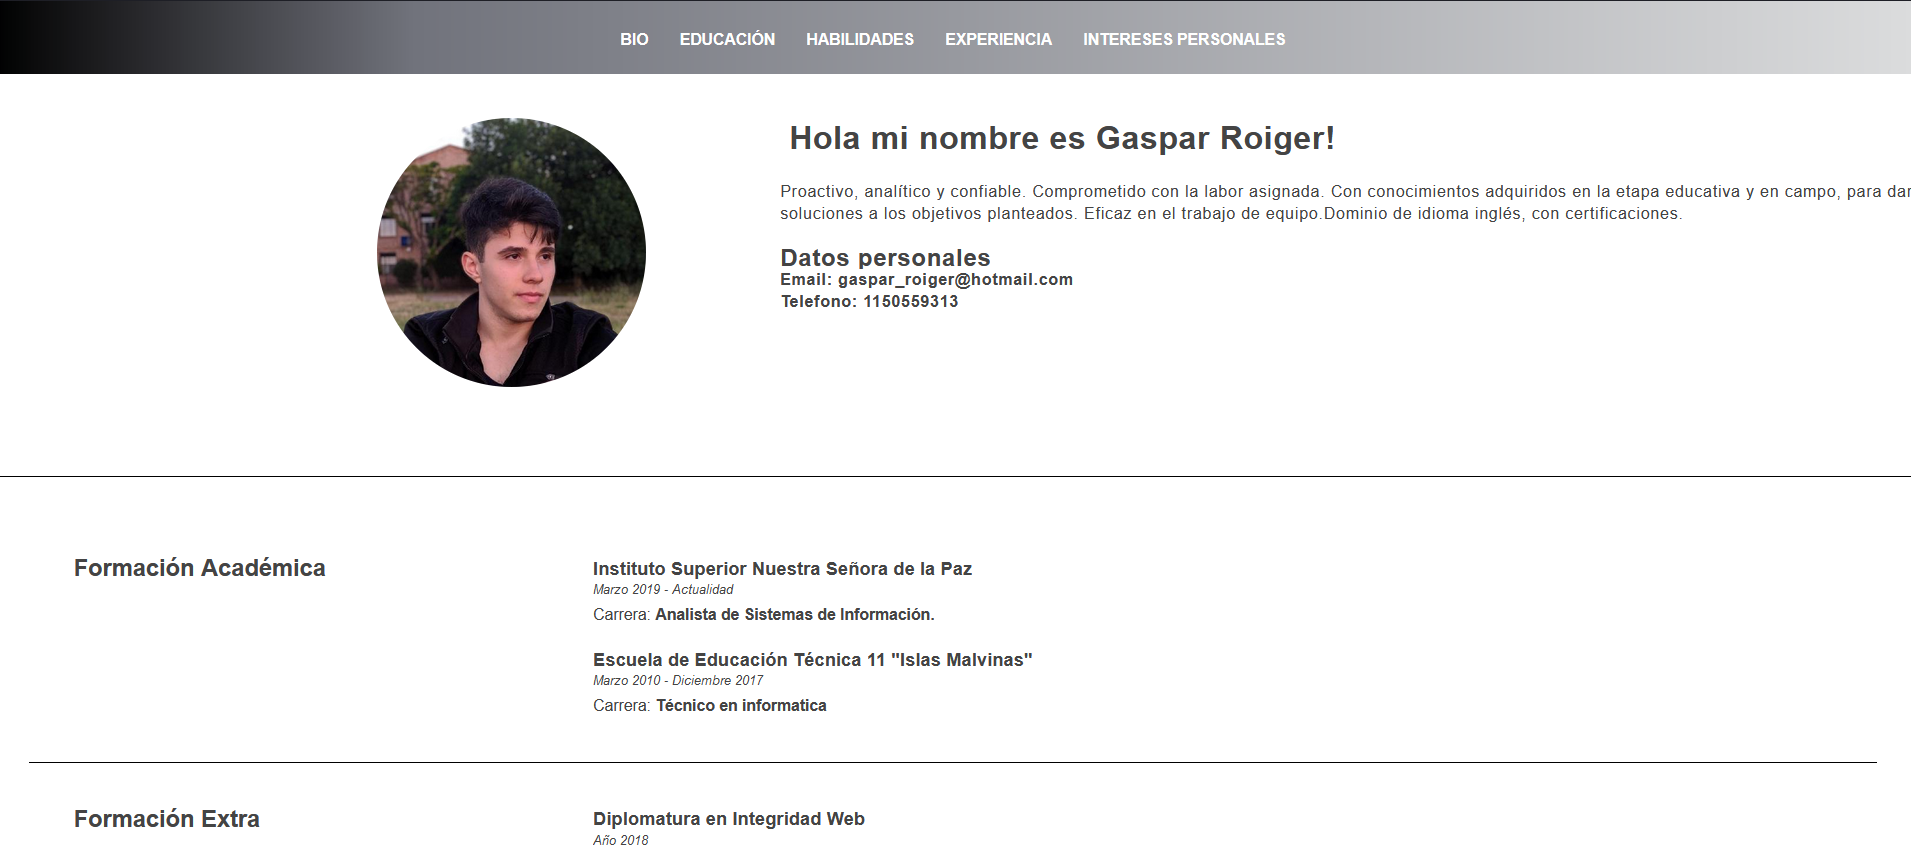 BIO EDUCACIÓN HABILIDADES EXPERIENCIA INTERESES PERSONALES
Hola mi nombre es Gaspar Roiger!
Proactivo, analítico y confiable. Comprometido con la labor asignada. Con conocimientos adquiridos en la etapa educativa y en campo, para dar
soluciones a los objetivos planteados. Eficaz en el trabajo de equipo.Dominio de idioma inglés, con certificaciones.
Datos personales
Email: gaspar_roiger@hotmail.com
Telefono: 1150559313
Formación Académica
Instituto Superior Nuestra Señora de la Paz
Marzo 2019 - Actualidad
Carrera: Analista de Sistemas de Información.
Escuela de Educación Técnica 11 "Islas Malvinas"
Marzo 2010 - Diciembre 2017
Carrera: Técnico en informatica
Formación Extra
Diplomatura en Integridad Web
Año 2018